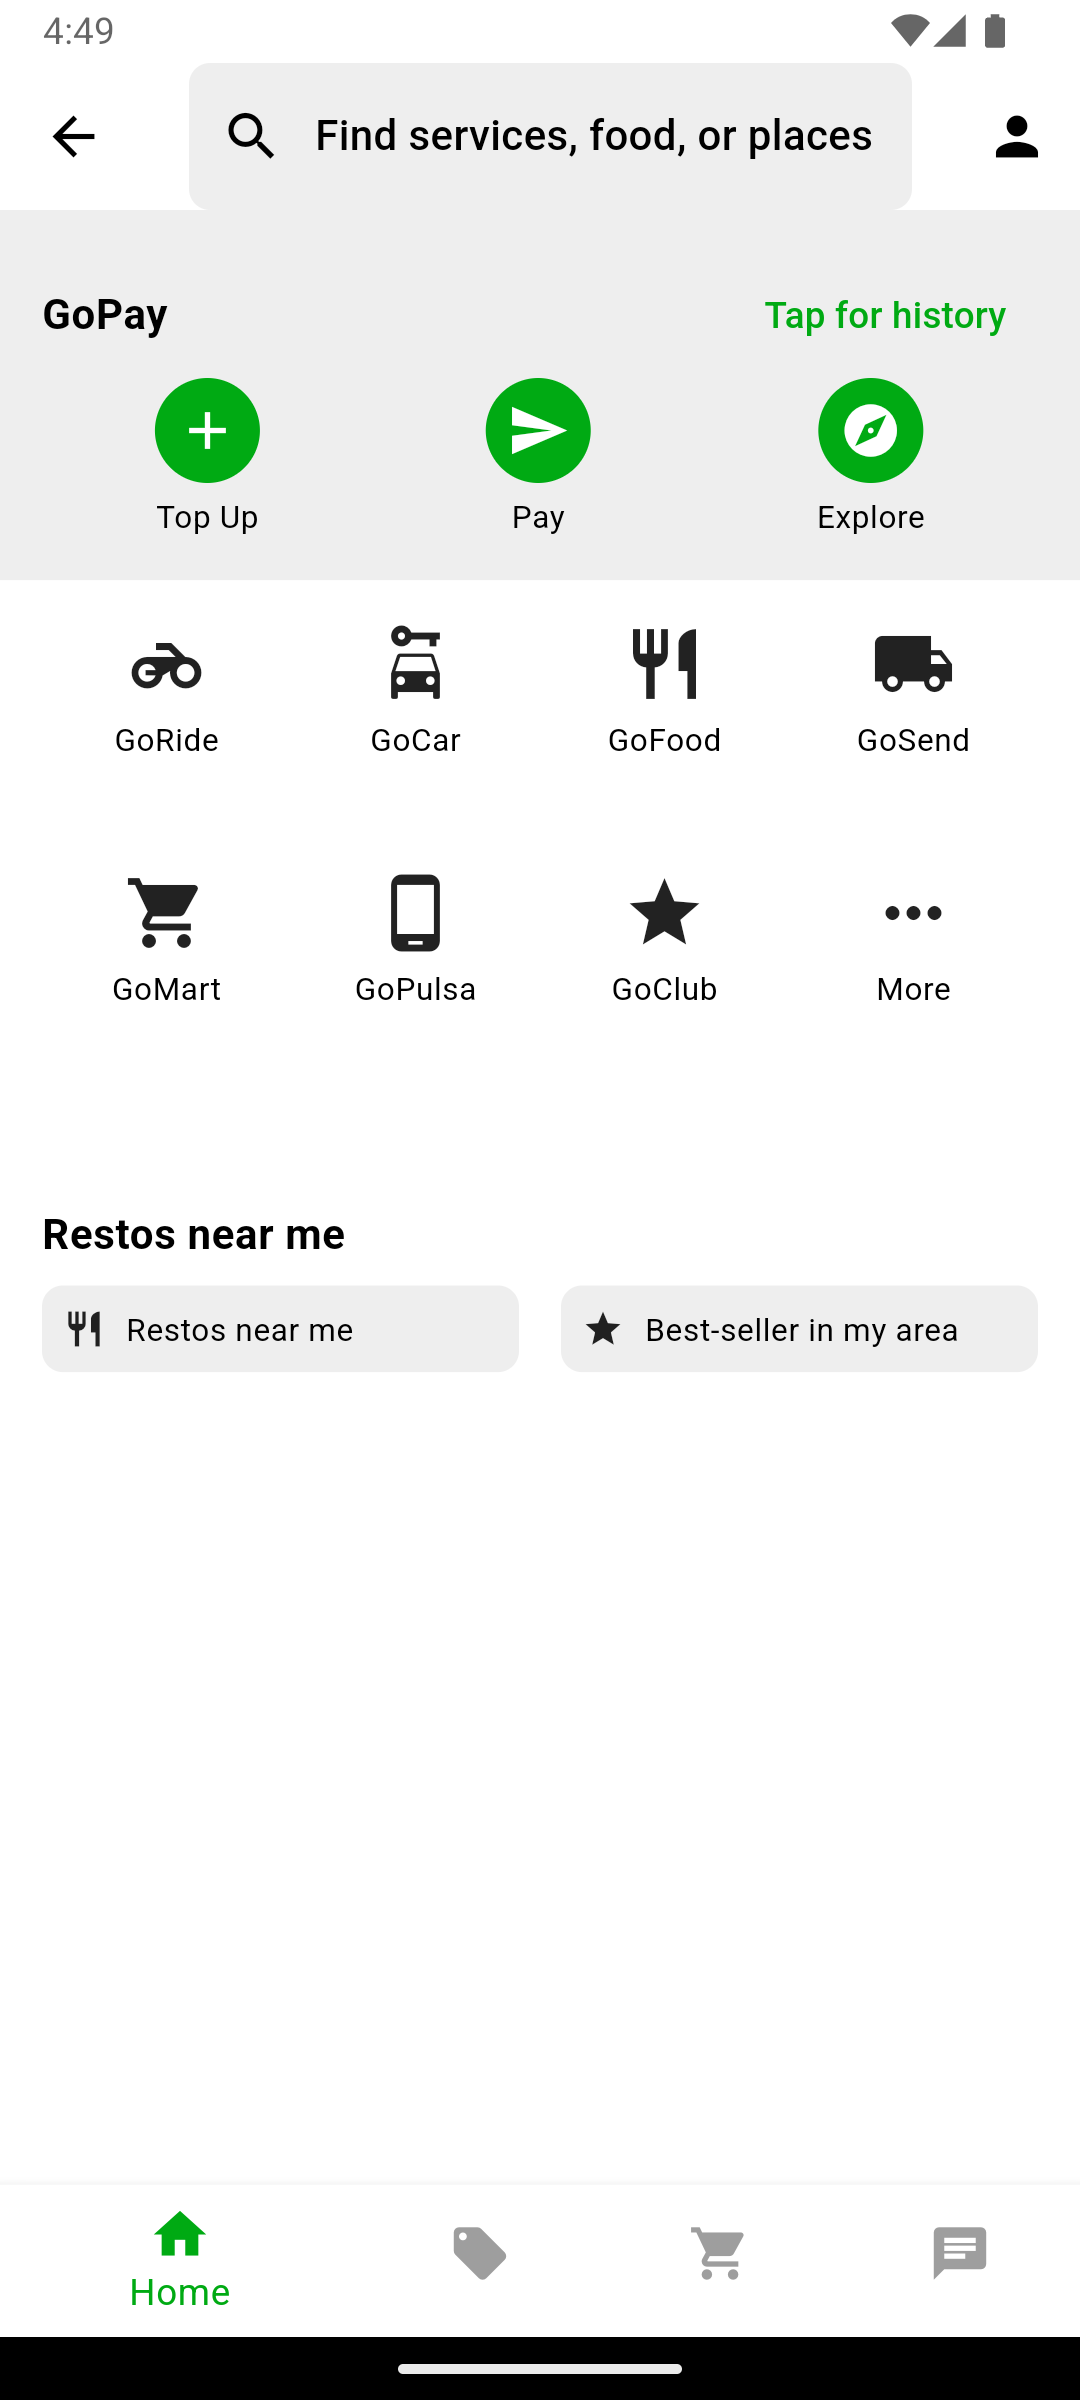 4:49
Find services, food, or places
GoPay
Tap for history
Top Up
Pay
Explore
GoRide
GoCar
GoFood
GoSend
GoMart
GoPulsa
GoClub
More
Restos near me
Restos near me
Best-seller in my area
Home